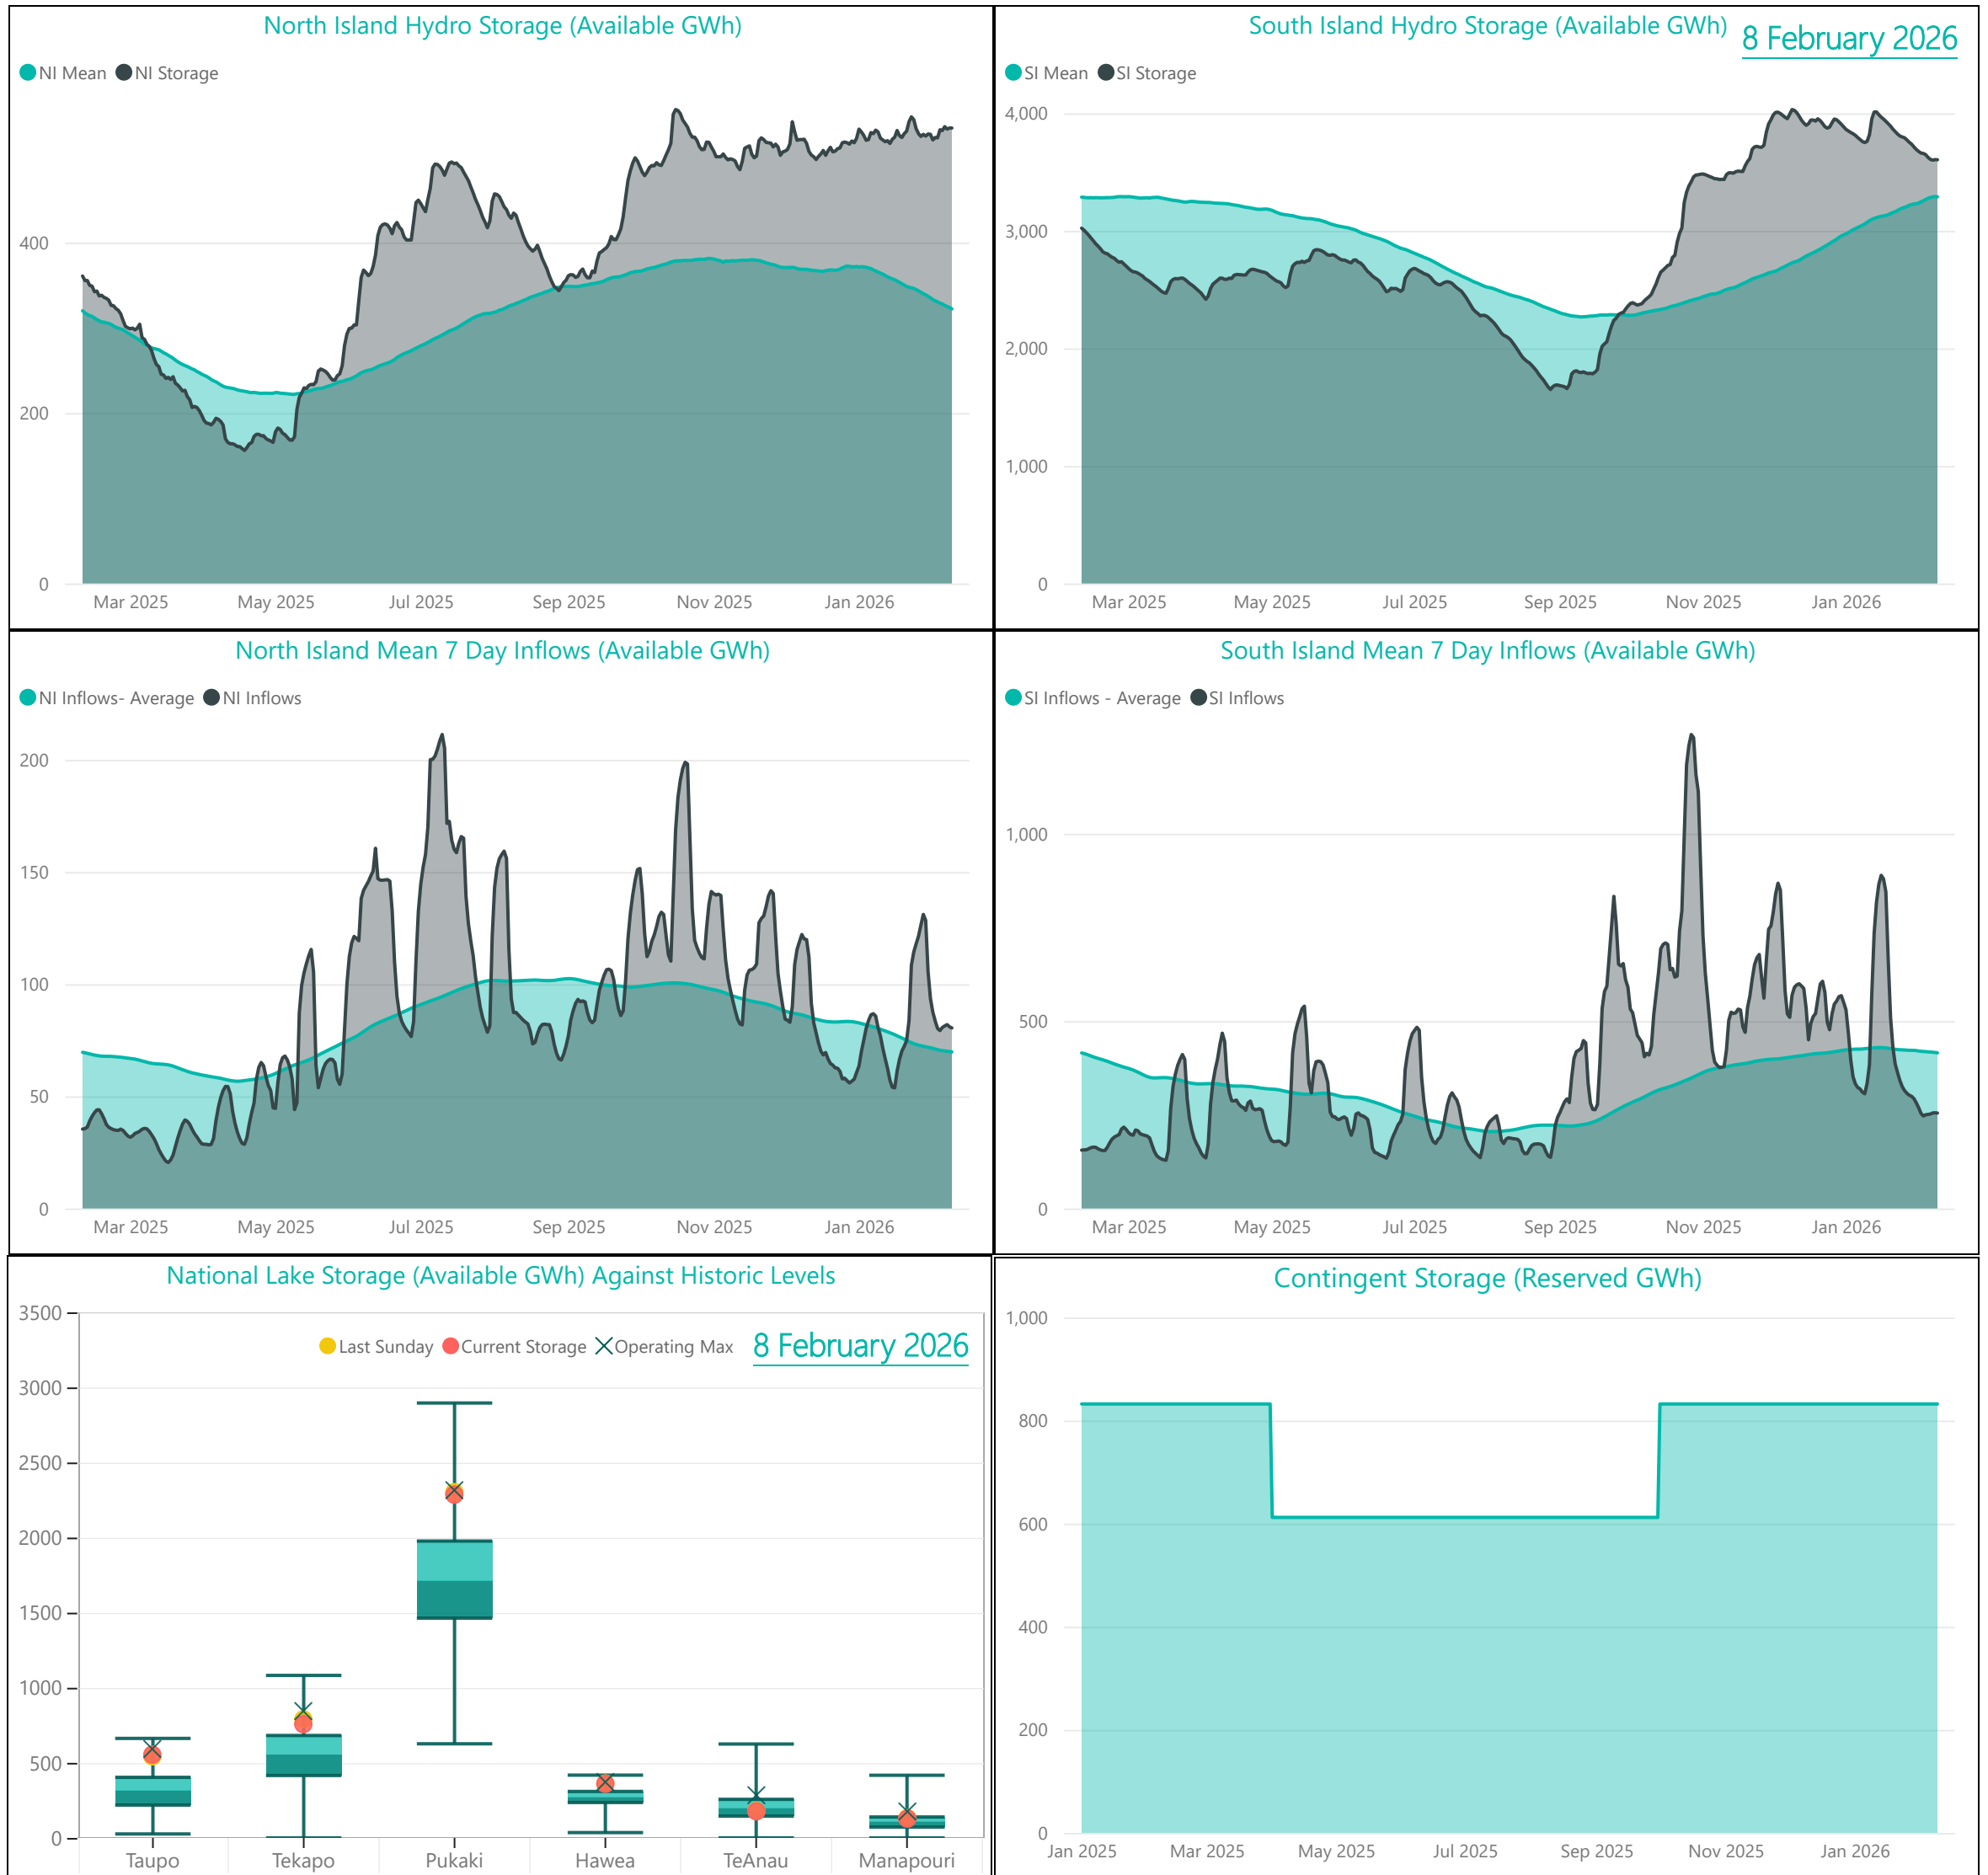 North Island Hydro Storage (Available GWh)
NI Mean NI Storage
400
200
0
Mar 2025 May 2025 Jul 2025 Sep 2025 Nov 2025 Jan 2026
South Island Hydro Storage (Available GWh)
8 February 2026
SI Mean SI Storage
4,000
3,000
2,000
1,000
0
Mar 2025 May 2025 Jul 2025 Sep 2025 Nov 2025 Jan 2026
North Island Mean 7 Day Inflows (Available GWh)
NI Inflows- Average NI Inflows
200
150
100
50
0
Mar 2025 May 2025 Jul 2025 Sep 2025 Nov 2025 Jan 2026
South Island Mean 7 Day Inflows (Available GWh)
SI Inflows - Average SI Inflows
1,000
500
0
Mar 2025 May 2025 Jul 2025 Sep 2025 Nov 2025 Jan 2026
National Lake Storage (Available GWh) Against Historic Levels
Last Sunday Current Storage Operating Max 8 February 2026
3500
3000
2500
2000
1500
1000
500
0
Taupo Tekapo Pukaki Hawea TeAnau Manapouri
Contingent Storage (Reserved GWh)
1,000
800
600
400
200
0
Jan 2025 Mar 2025 May 2025 Jul 2025 Sep 2025 Nov 2025 Jan 2026